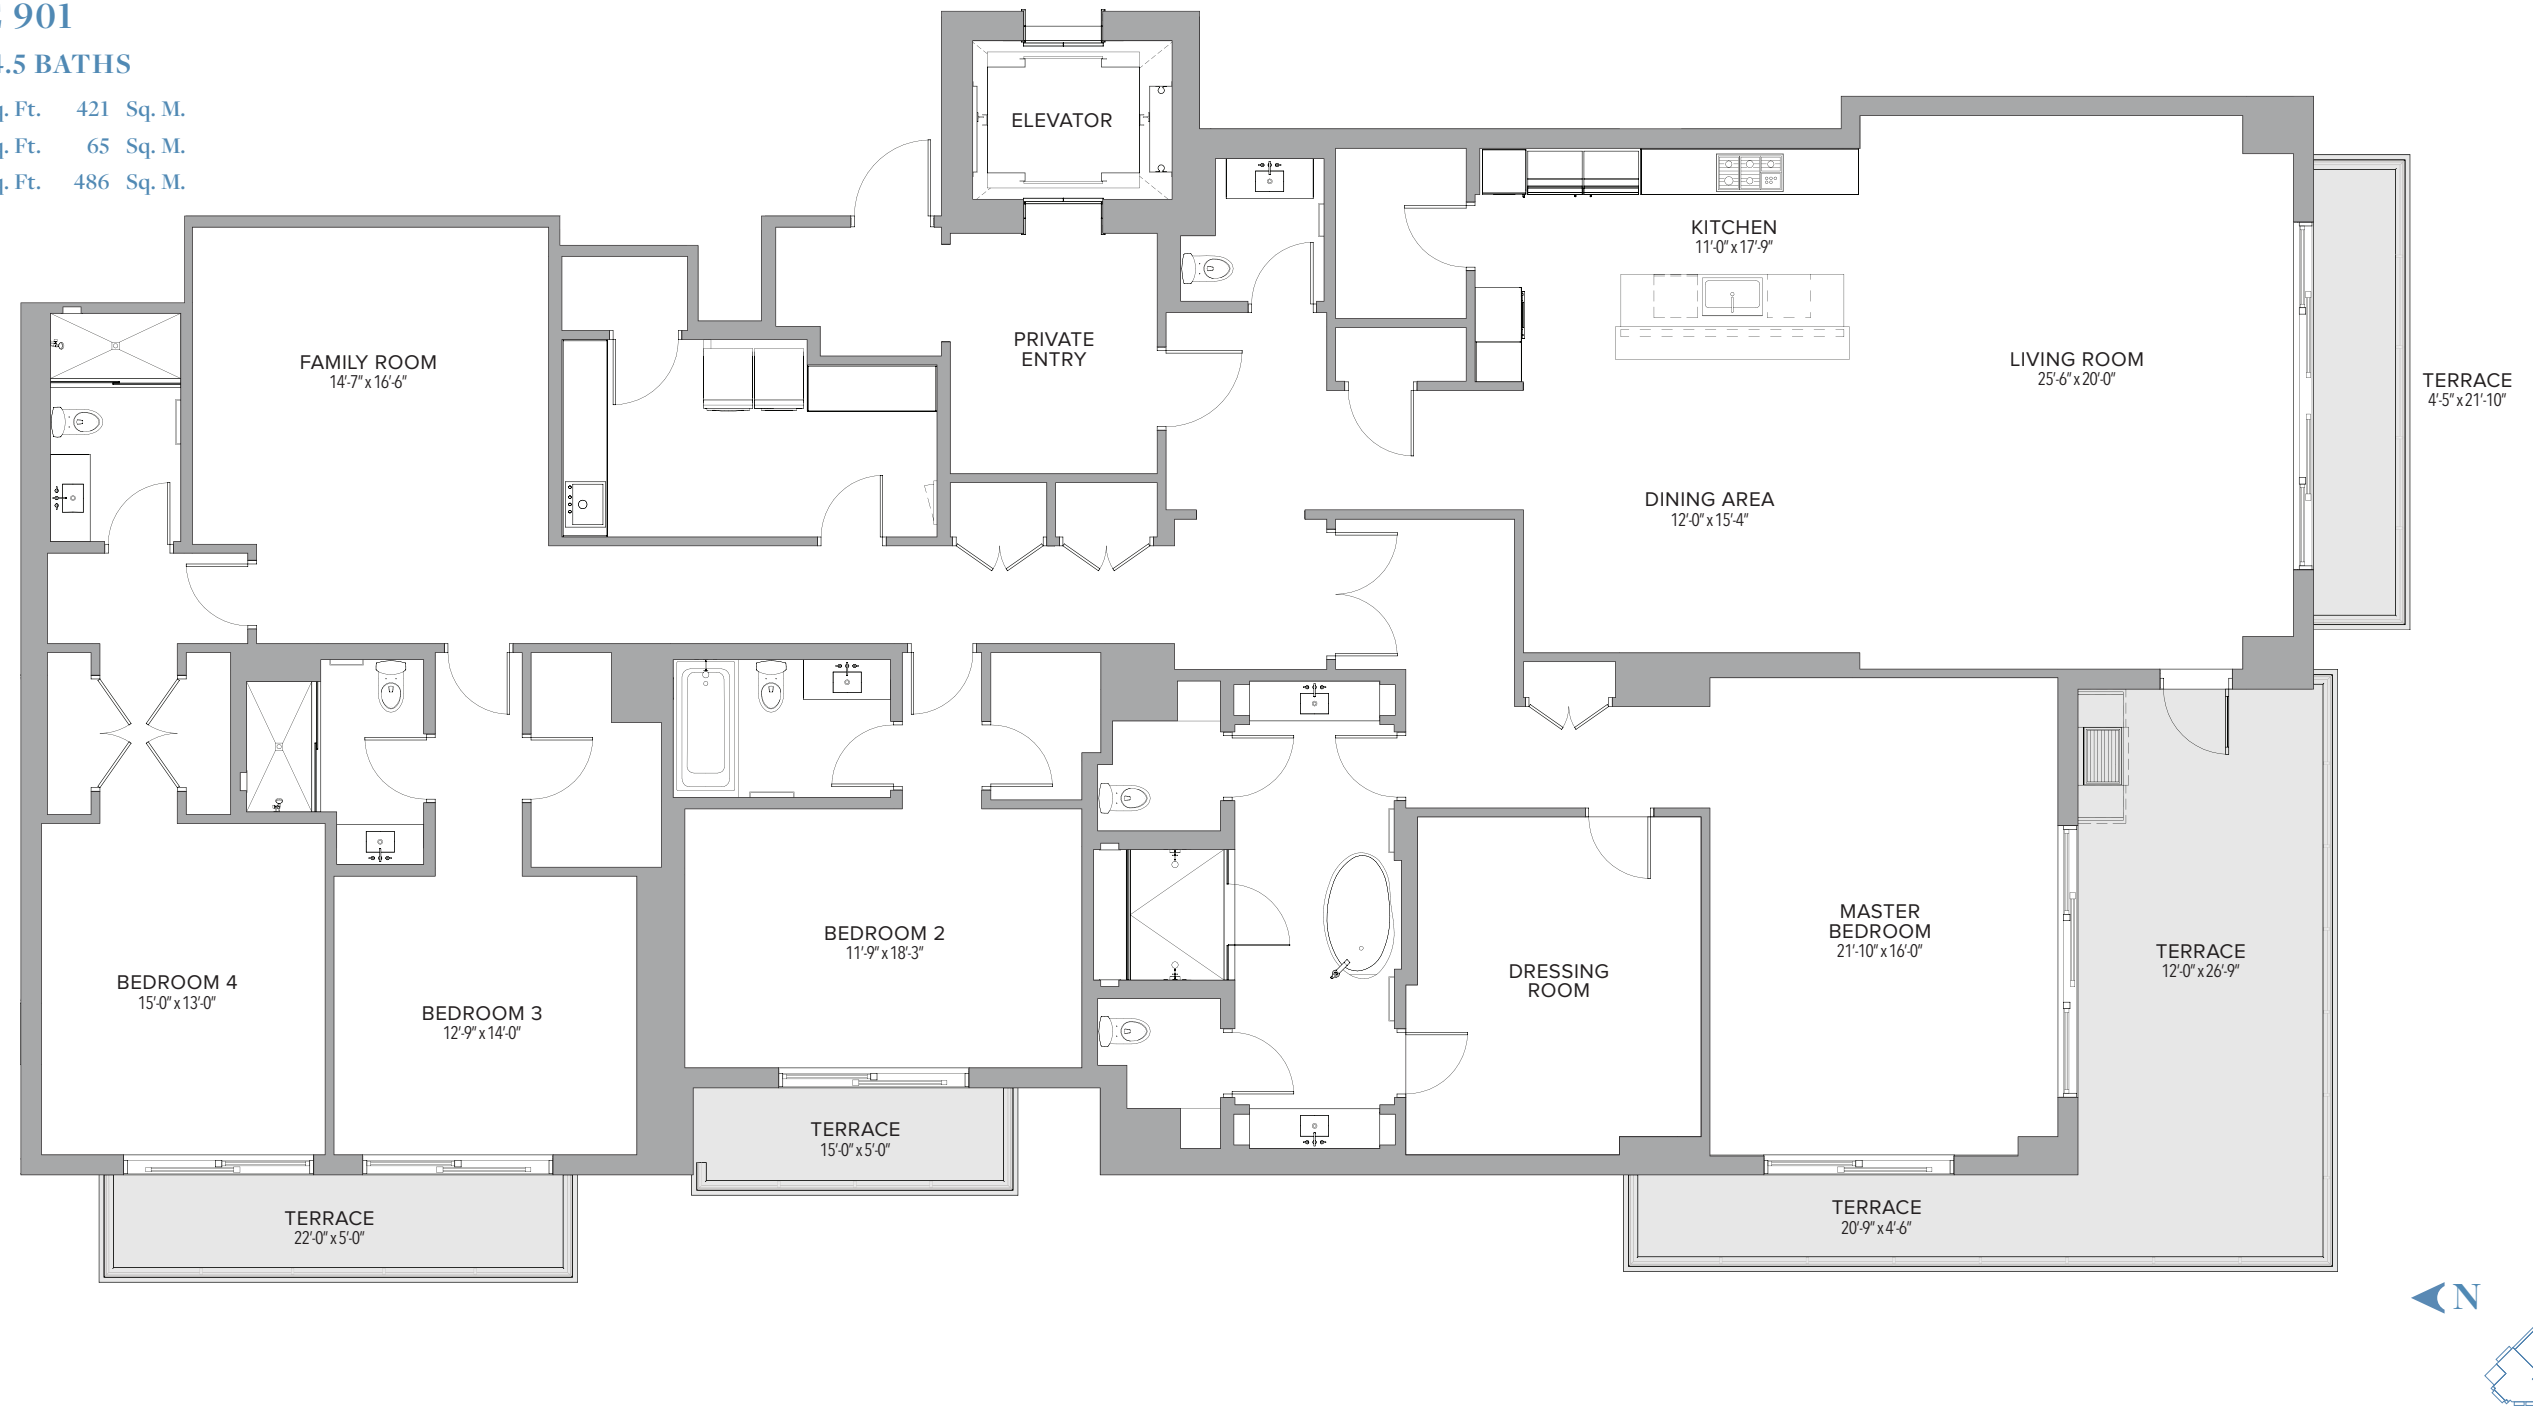 901
4.5 BATHS
Sq. Ft. 421 Sq. M.
Sq. Ft. 65 Sq. M.
Sq. Ft. 486 Sq. M.
ELEVATOR
KITCHEN
11'-0" x 17'-9"
PRIVATE
ENTRY
FAMILY ROOM
14'-7" x 16'-6"
LIVING ROOM
25'-6" x 20'-0"
TERRACE
4'-5" x 21'-10"
DINING AREA
12'-0" x 15'-4"
MASTER
BEDROOM
21'-10" x 16'-0"
BEDROOM 2
11'-9" x 18'-3"
TERRACE
12'-0" x 26'-9"
DRESSING
ROOM
BEDROOM 4
15'-0" x 13'-0"
BEDROOM 3
12'-9" x 14'-0"
TERRACE
15'-0" x 5'-0"
TERRACE
20'-9" x 4'-6"
TERRACE
22'-0" x 5'-0"
N